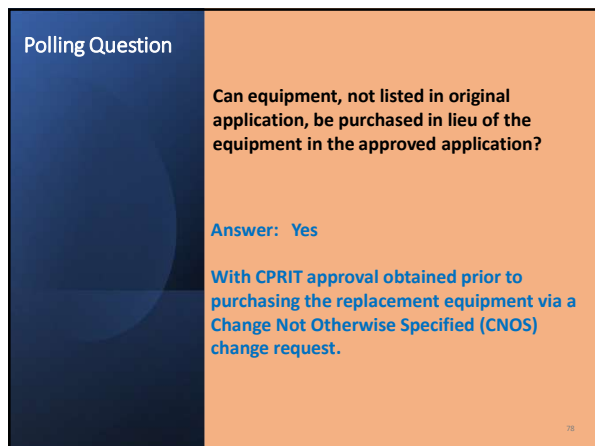 Polling Question
Can equipment, not listed in original
application, be purchased in lieu of the
equipment in the approved application?
Answer: Yes
With CPRIT approval obtained prior to
purchasing the replacement equipment via a
Change Not Otherwise Specified (CNOS)
change request.
78